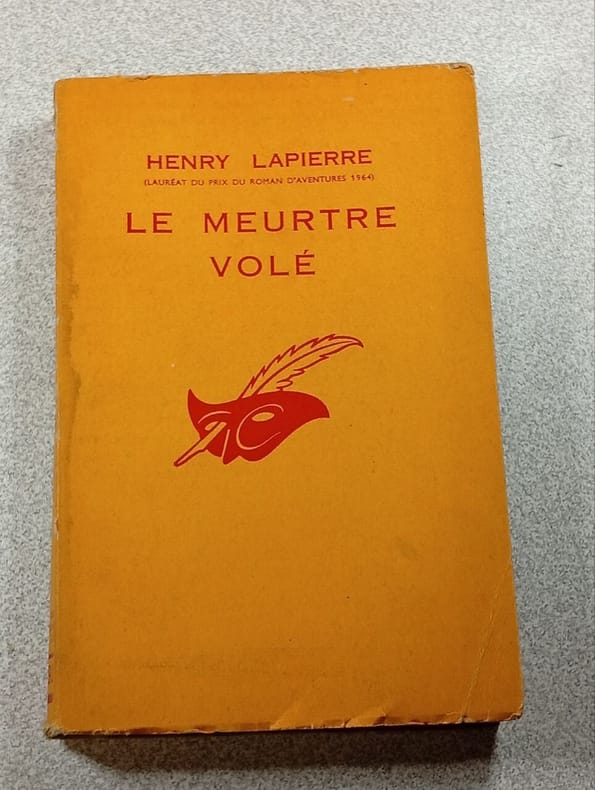 HENRY LAPIERRE
(LAURÉAT DU PRIX DU ROMAN D'AVENTURES 1964)
LE MEURTRE
VOLÉ